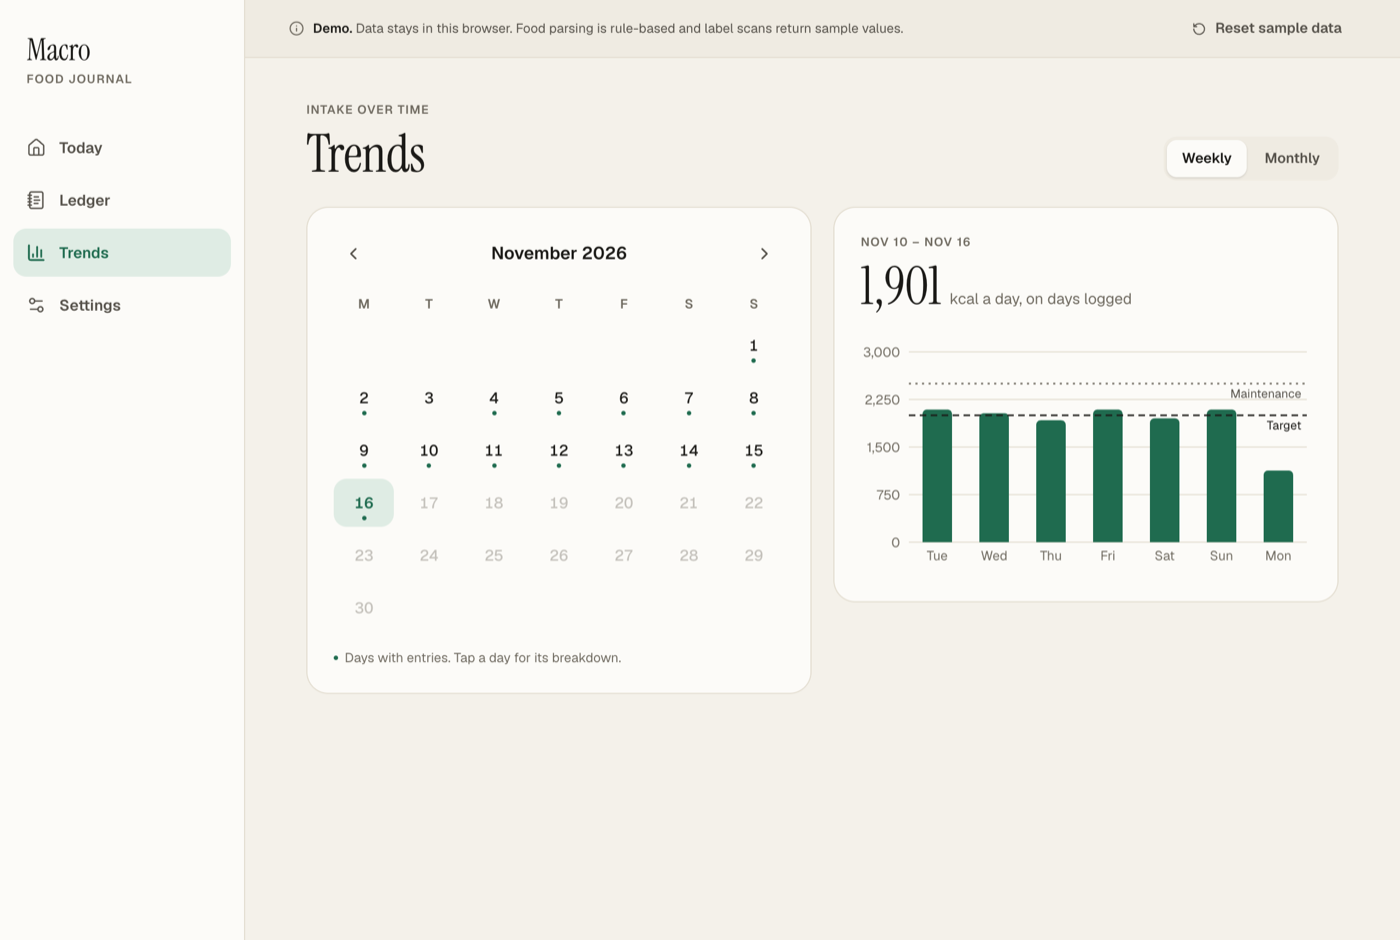 Macro
FOOD JOURNAL
Today
Ledger
Trends
Settings
Demo. Data stays in this browser. Food parsing is rule-based and label scans return sample values.
Reset sample data
INTAKE OVER TIME
Trends
Weekly Monthly
November 2026
M T W T F S S
1
2 3 4 5 6 7 8
9 10 11 12 13 14 15
16 17 18 19 20 21 22
23 24 25 26 27 28 29
30
Days with entries. Tap a day for its breakdown.
NOV 10 – NOV 16
1,901 kcal a day, on days logged
3,000
Maintenance
2,250
Target
1,500
750
0
Tue Wed Thu Fri Sat Sun Mon